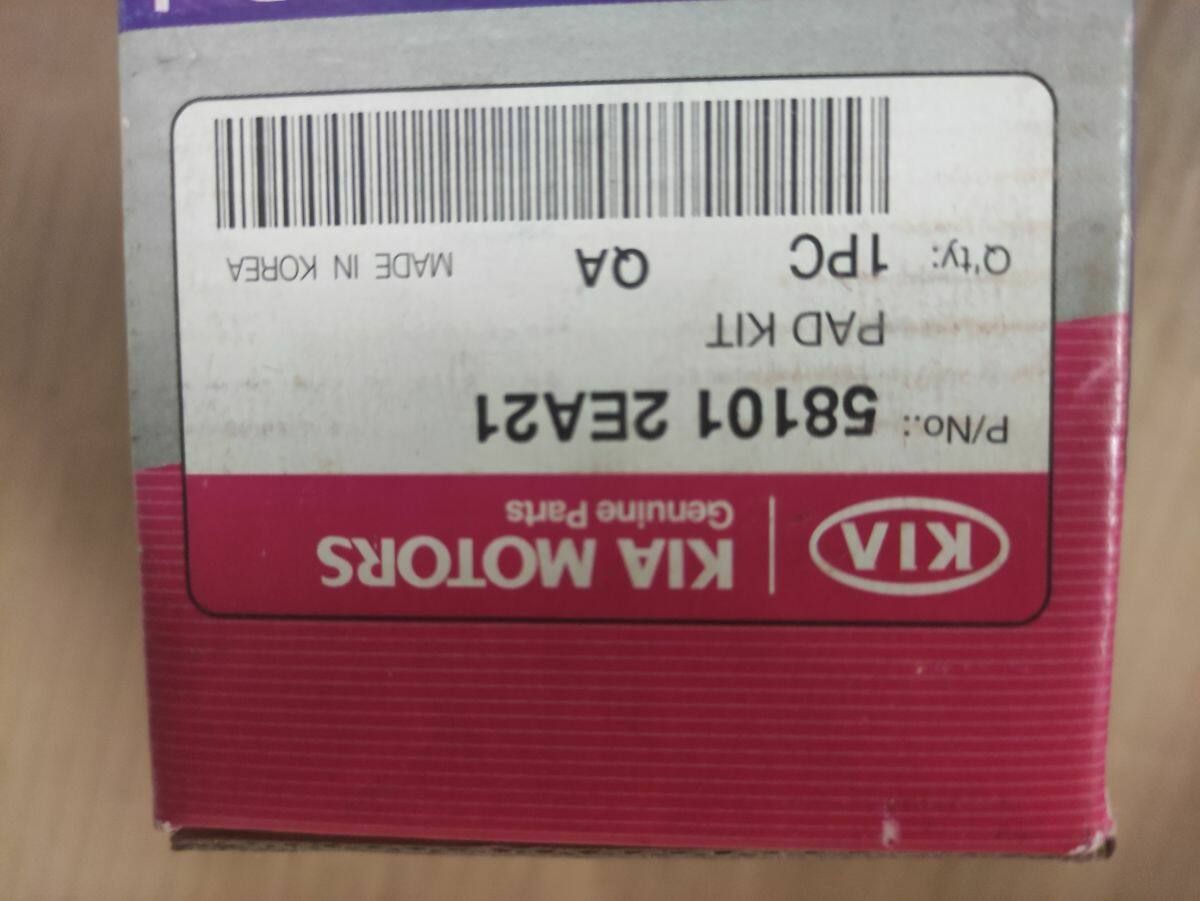 KIA
KIA MOTORS
Genuine Parts
P/No.: 58101 2EA21
PAD KIT
Q'ty: 1PC QA MADE IN KOREA